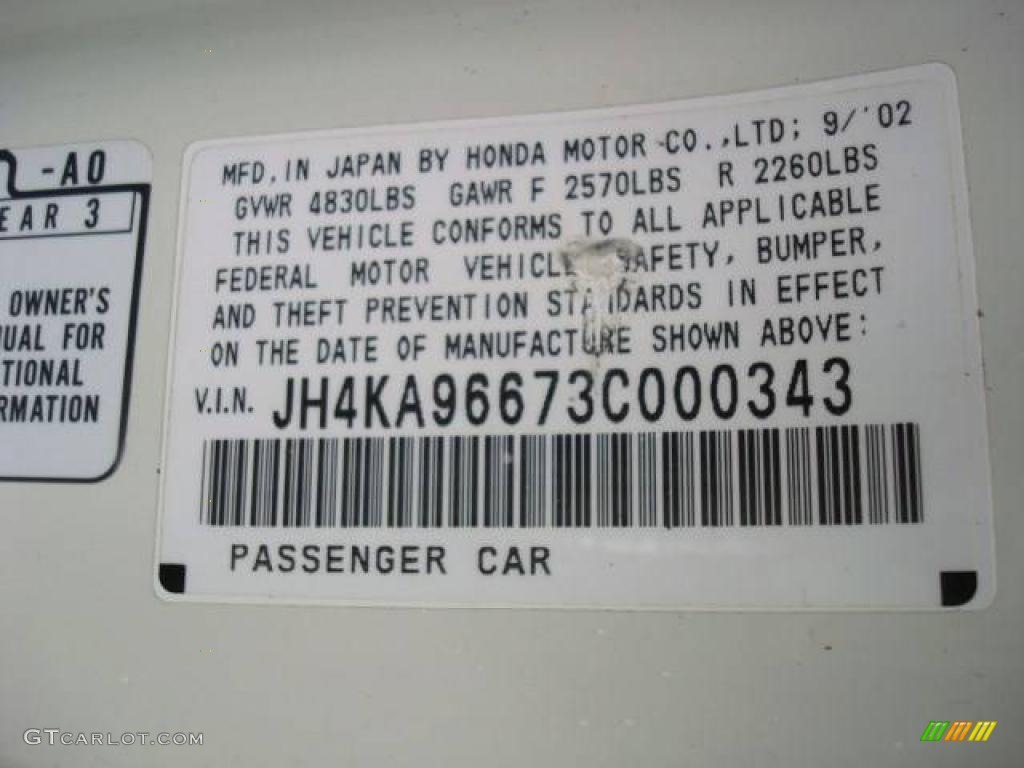 -A0
EAR 3
OWNER'S
UAL FOR
TIONAL
RMATION
MFD. IN JAPAN BY HONDA MOTOR CO.,LTD; 9/'02
GVWR 4830LBS GAWR F 2570LBS R 2260LBS
THIS VEHICLE CONFORMS TO ALL APPLICABLE
FEDERAL MOTOR VEHICLE SAFETY, BUMPER,
AND THEFT PREVENTION STANDARDS IN EFFECT
ON THE DATE OF MANUFACTURE SHOWN ABOVE:
V.I.N. JH4KA96673C000343
PASSENGER CAR
GTCARLOT.COM